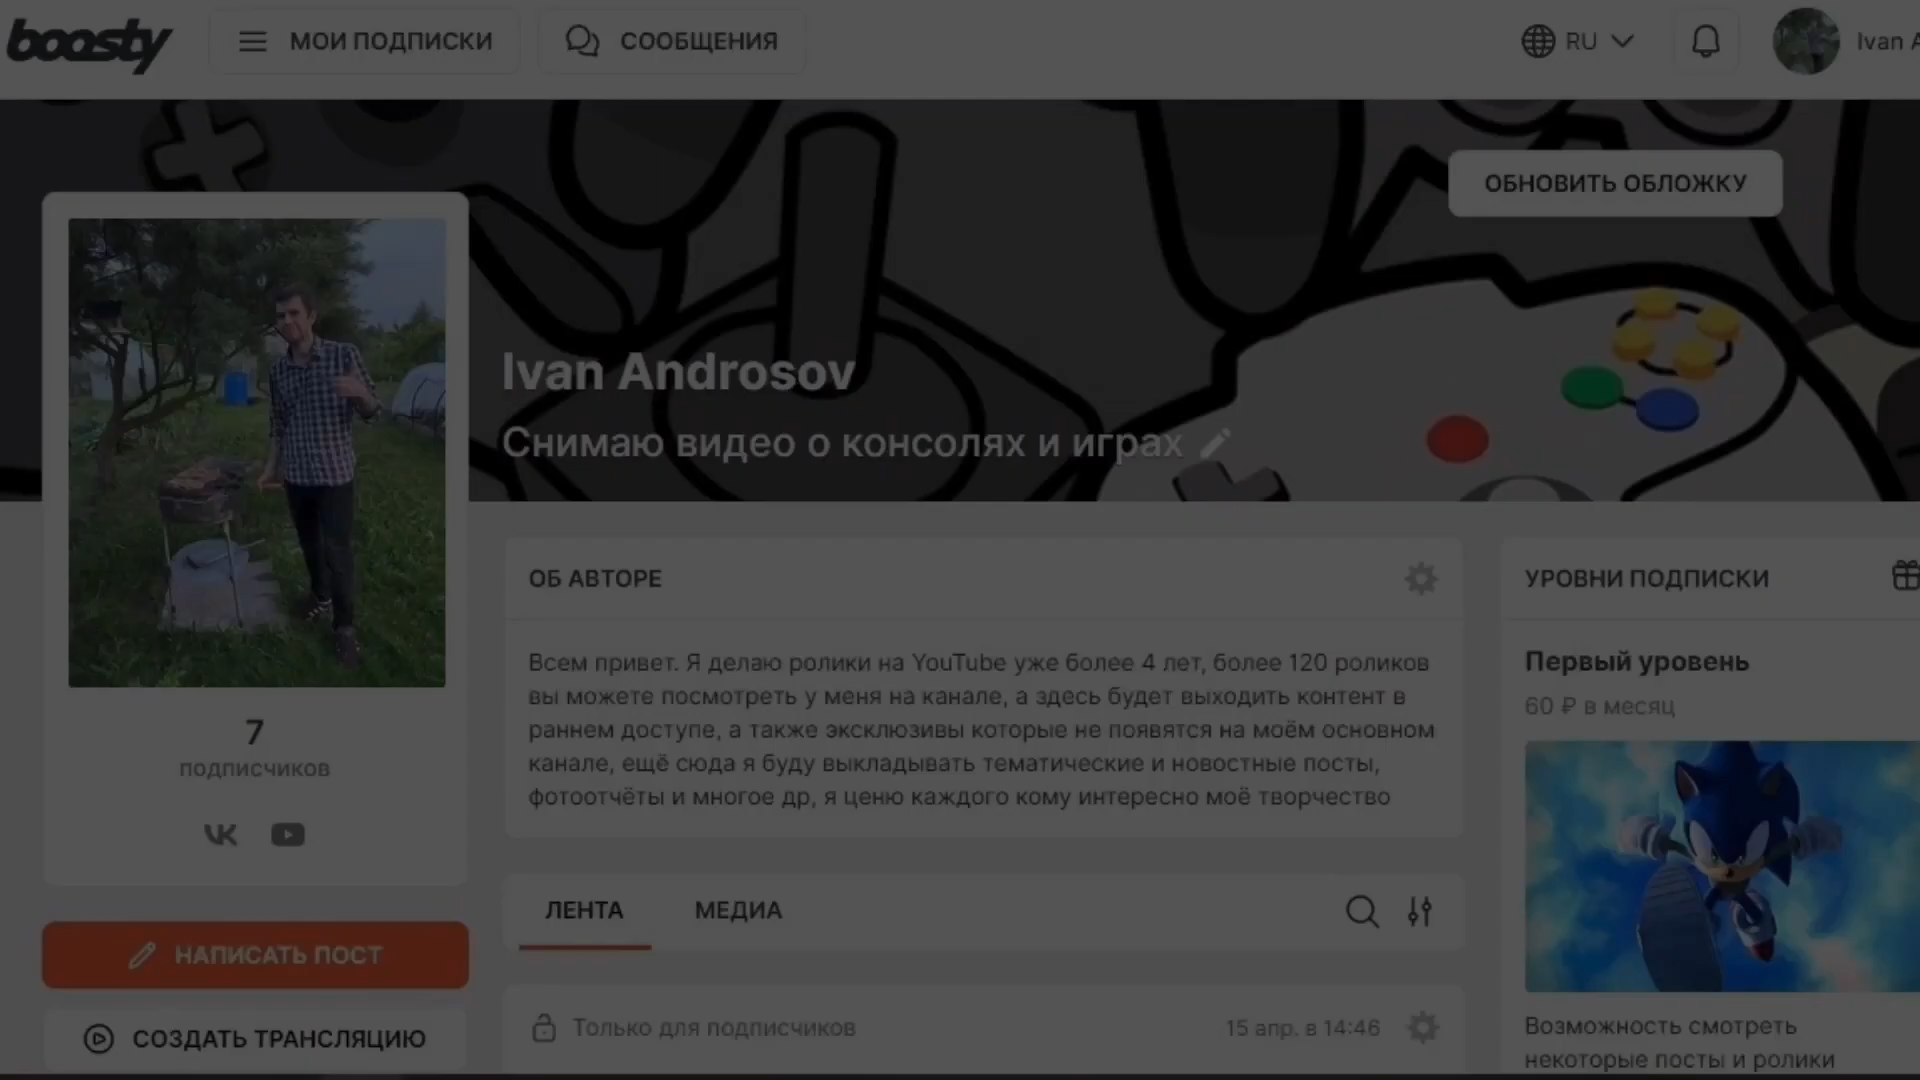 boosty
МОИ ПОДПИСКИ
СООБЩЕНИЯ
RU
Ivan A
ОБНОВИТЬ ОБЛОЖКУ
Ivan Androsov
Снимаю видео о консолях и играх
7
подписчиков
НАПИСАТЬ ПОСТ
СОЗДАТЬ ТРАНСЛЯЦИЮ
ОБ АВТОРЕ
Всем привет. Я делаю ролики на YouTube уже более 4 лет, более 120 роликов
вы можете посмотреть у меня на канале, а здесь будет выходить контент в
раннем доступе, а также эксклюзивы которые не появятся на моём основном
канале, ещё сюда я буду выкладывать тематические и новостные посты,
фотоотчёты и многое др, я ценю каждого кому интересно моё творчество
ЛЕНТА
МЕДИА
Только для подписчиков
15 апр. в 14:46
УРОВНИ ПОДПИСКИ
Первый уровень
60 ₽ в месяц
Возможность смотреть
некоторые посты и ролики